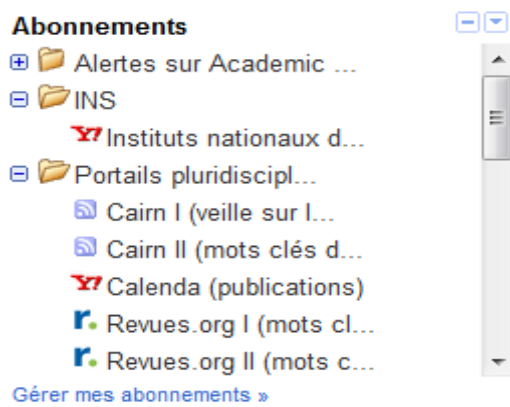 Abonnements
Alertes sur Academic ...
INS
Instituts nationaux d...
Portails pluridiscipl...
Cairn I (veille sur l...
Cairn II (mots clés d...
Calenda (publications)
Revues.org I (mots cl...
Revues.org II (mots c...
Gérer mes abonnements »